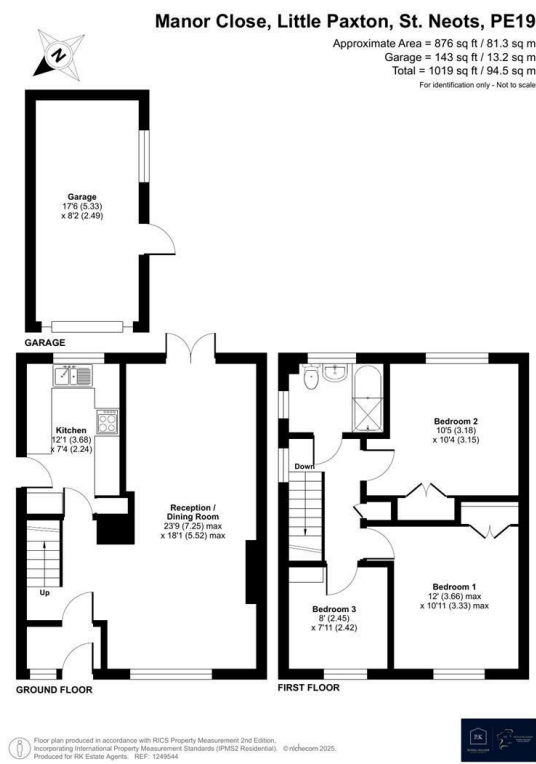 Manor Close, Little Paxton, St. Neots, PE19
Approximate Area = 876 sq ft / 81.3 sq m
Garage = 143 sq ft / 13.2 sq m
Total = 1019 sq ft / 94.5 sq m
For identification only - Not to scale
N
Garage
17'6 (5.33)
x 8'2 (2.49)
GARAGE
Kitchen
12'1 (3.68)
x 7'4 (2.24)
Reception /
Dining Room
23'9 (7.25) max
x 18'1 (5.52) max
Up
GROUND FLOOR
Down
Bedroom 2
10'5 (3.18)
x 10'4 (3.15)
Bedroom 1
12' (3.66) max
x 10'11 (3.33) max
Bedroom 3
8' (2.45)
x 7'11 (2.42)
FIRST FLOOR
Floor plan produced in accordance with RICS Property Measurement 2nd Edition,
Incorporating International Property Measurement Standards (IPMS2 Residential). © nichecom 2025.
Produced for RK Estate Agents. REF: 1249544